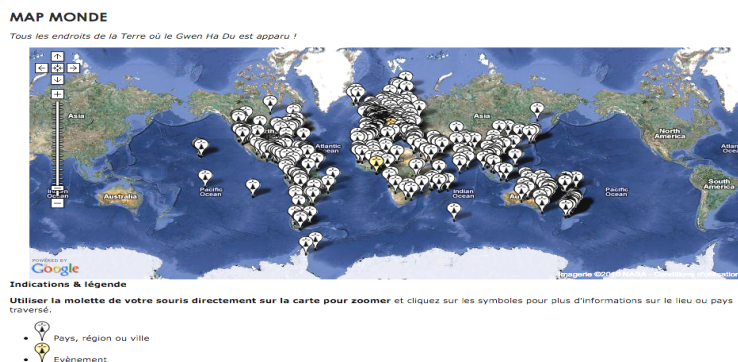 MAP MONDE
Tous les endroits de la Terre où le Gwen Ha Du est apparu !
Asia
Atlantic
Ocean
Asia
North
America
Pacific
Ocean
Australia
Indian
Ocean
Pacific
Ocean
South
America
POWERED BY
Google
Indications & légende
Utiliser la molette de votre souris directement sur la carte pour zoomer et cliquez sur les symboles pour plus d'informations sur le lieu ou pays
traversé.
Pays, région ou ville
Evènement